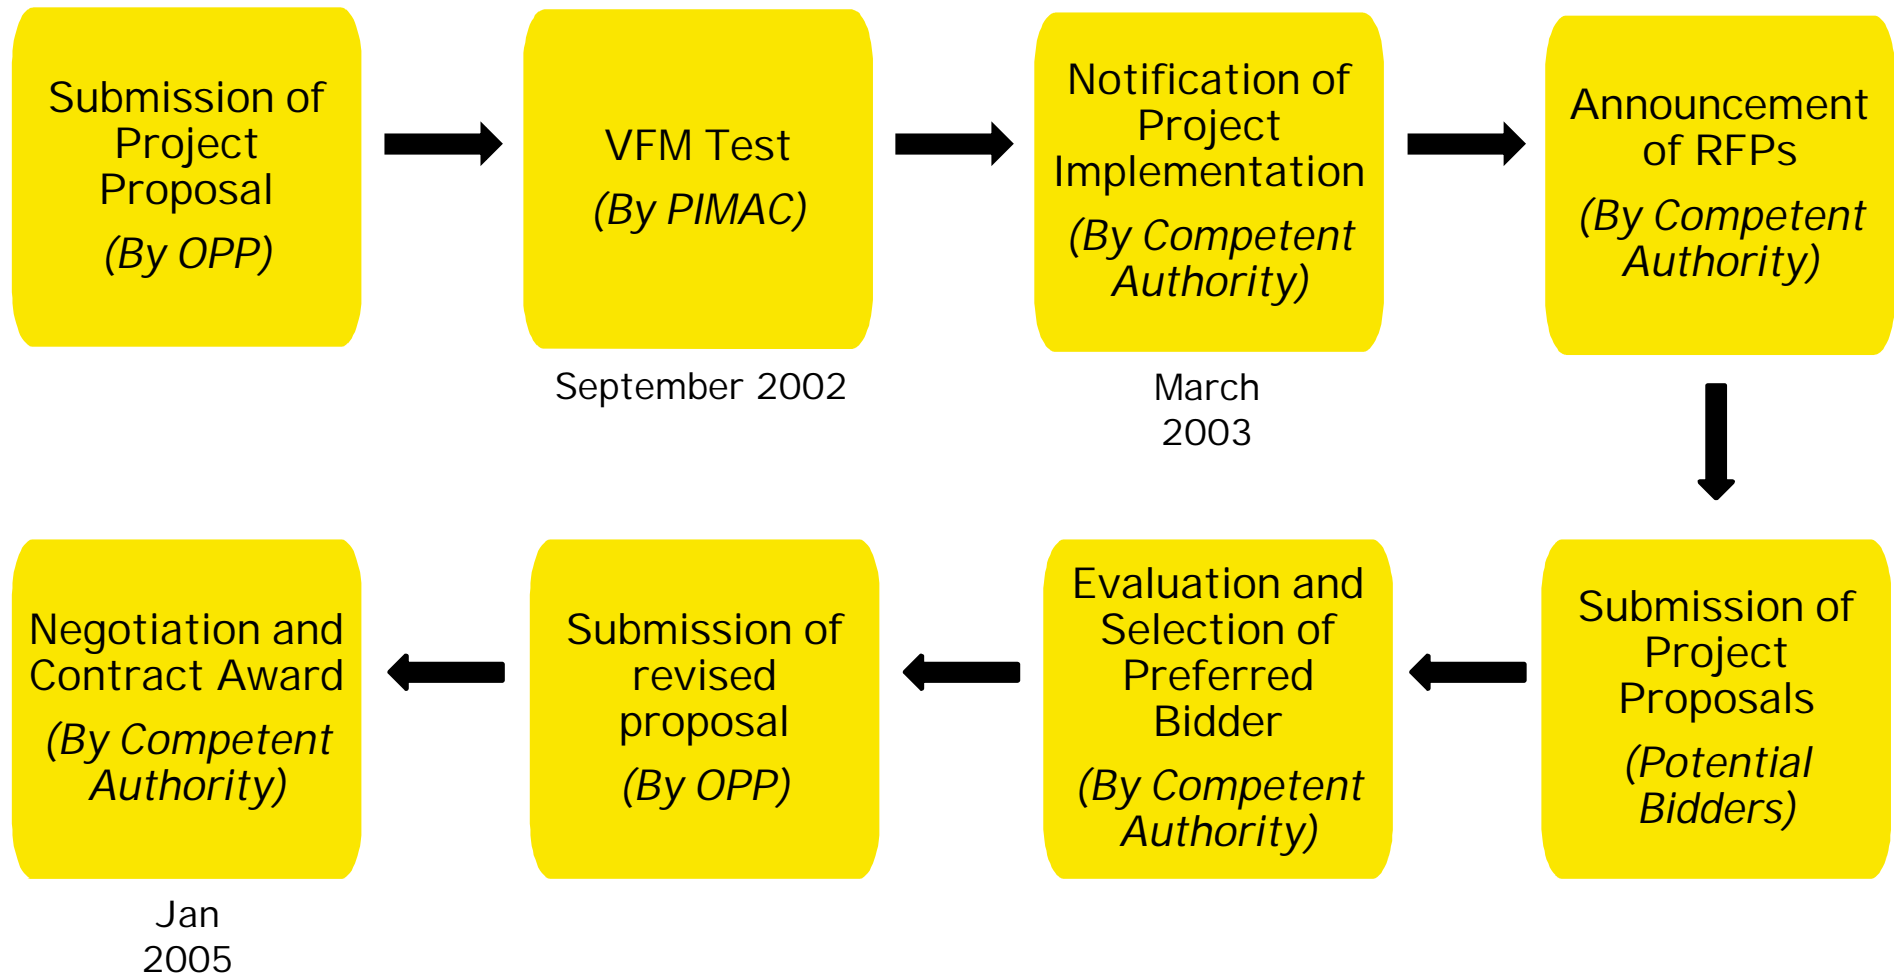 Submission of
Project
Proposal
(By OPP)
VFM Test
(By PIMAC)
September 2002
Notification of
Project
Implementation
(By Competent
Authority)
March
2003
Announcement
of RFPs
(By Competent
Authority)
Submission of
Project
Proposals
(Potential
Bidders)
Evaluation and
Selection of
Preferred
Bidder
(By Competent
Authority)
Submission of
revised
proposal
(By OPP)
Negotiation and
Contract Award
(By Competent
Authority)
Jan
2005